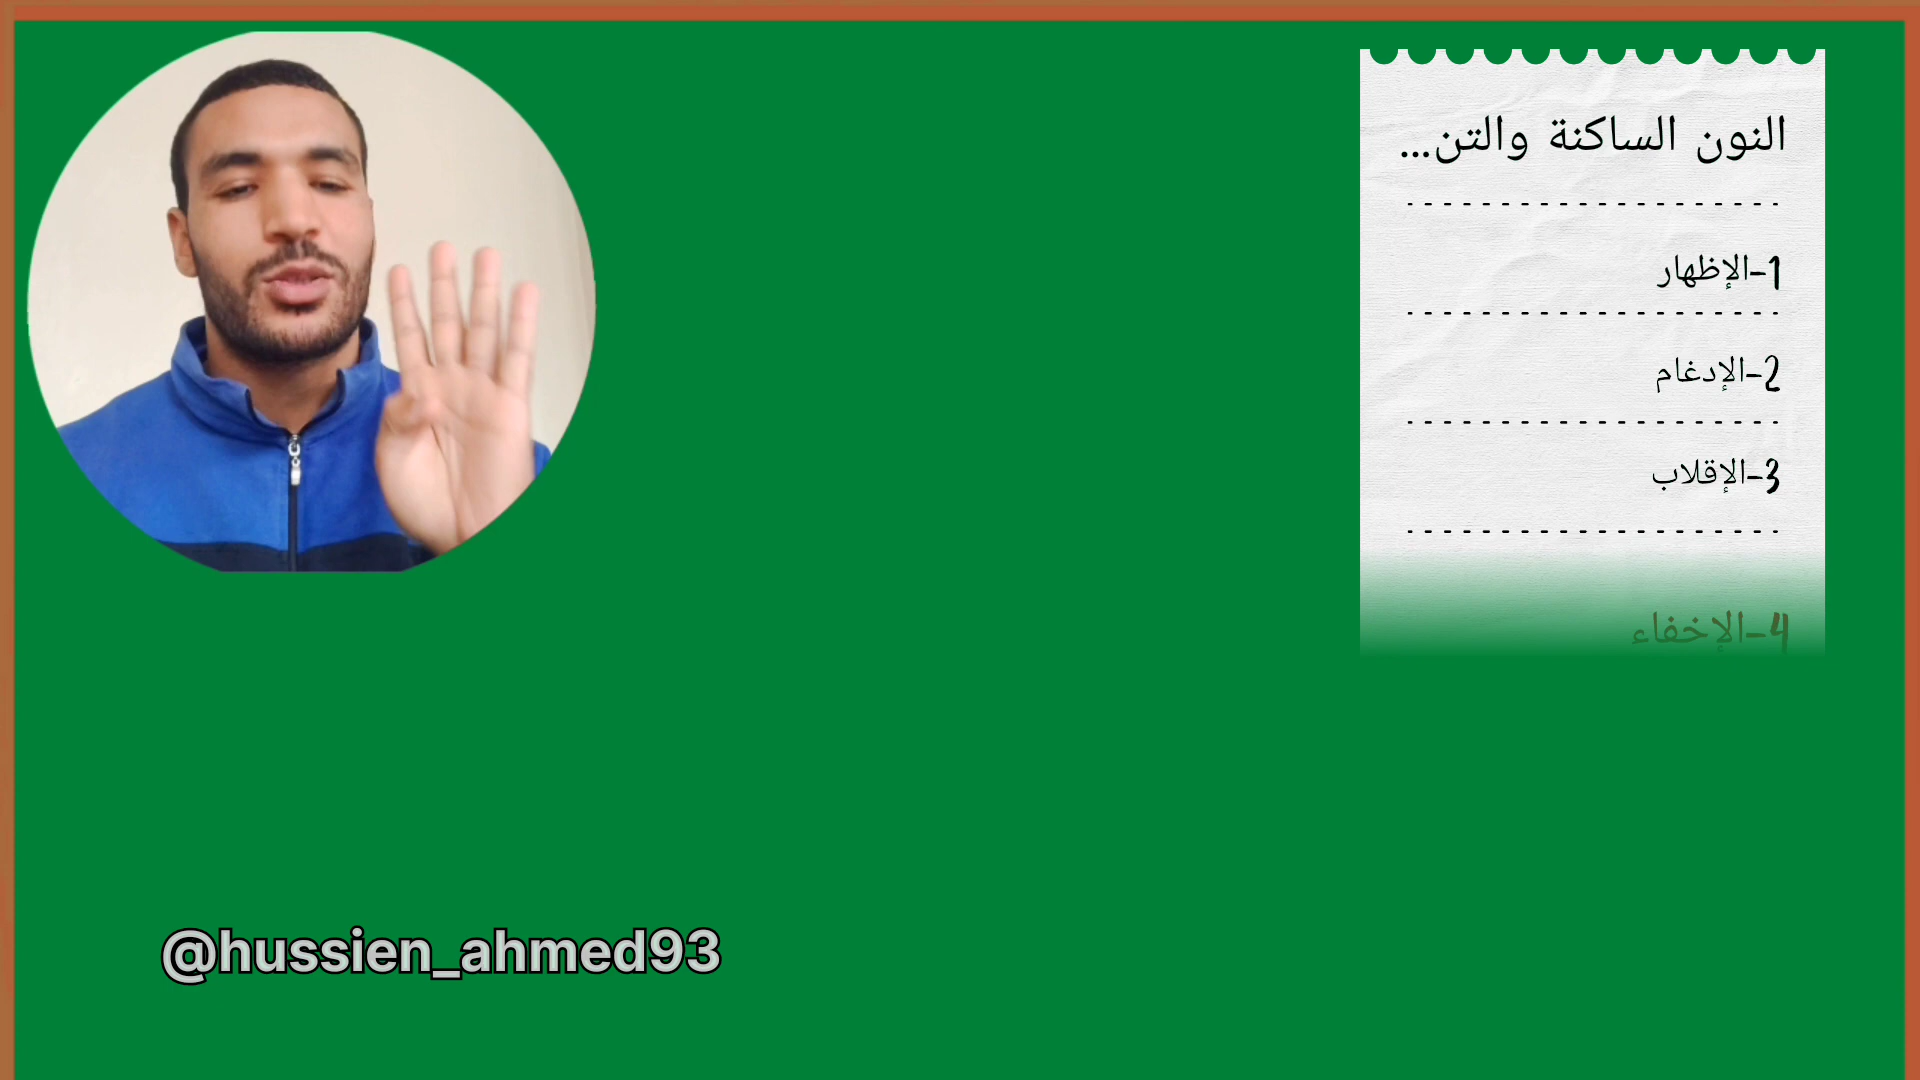 النون الساكنة والتن...
1-الإظهار
2-الإدغام
3-الإقلاب
4-الإخفاء
@hussien_ahmed93